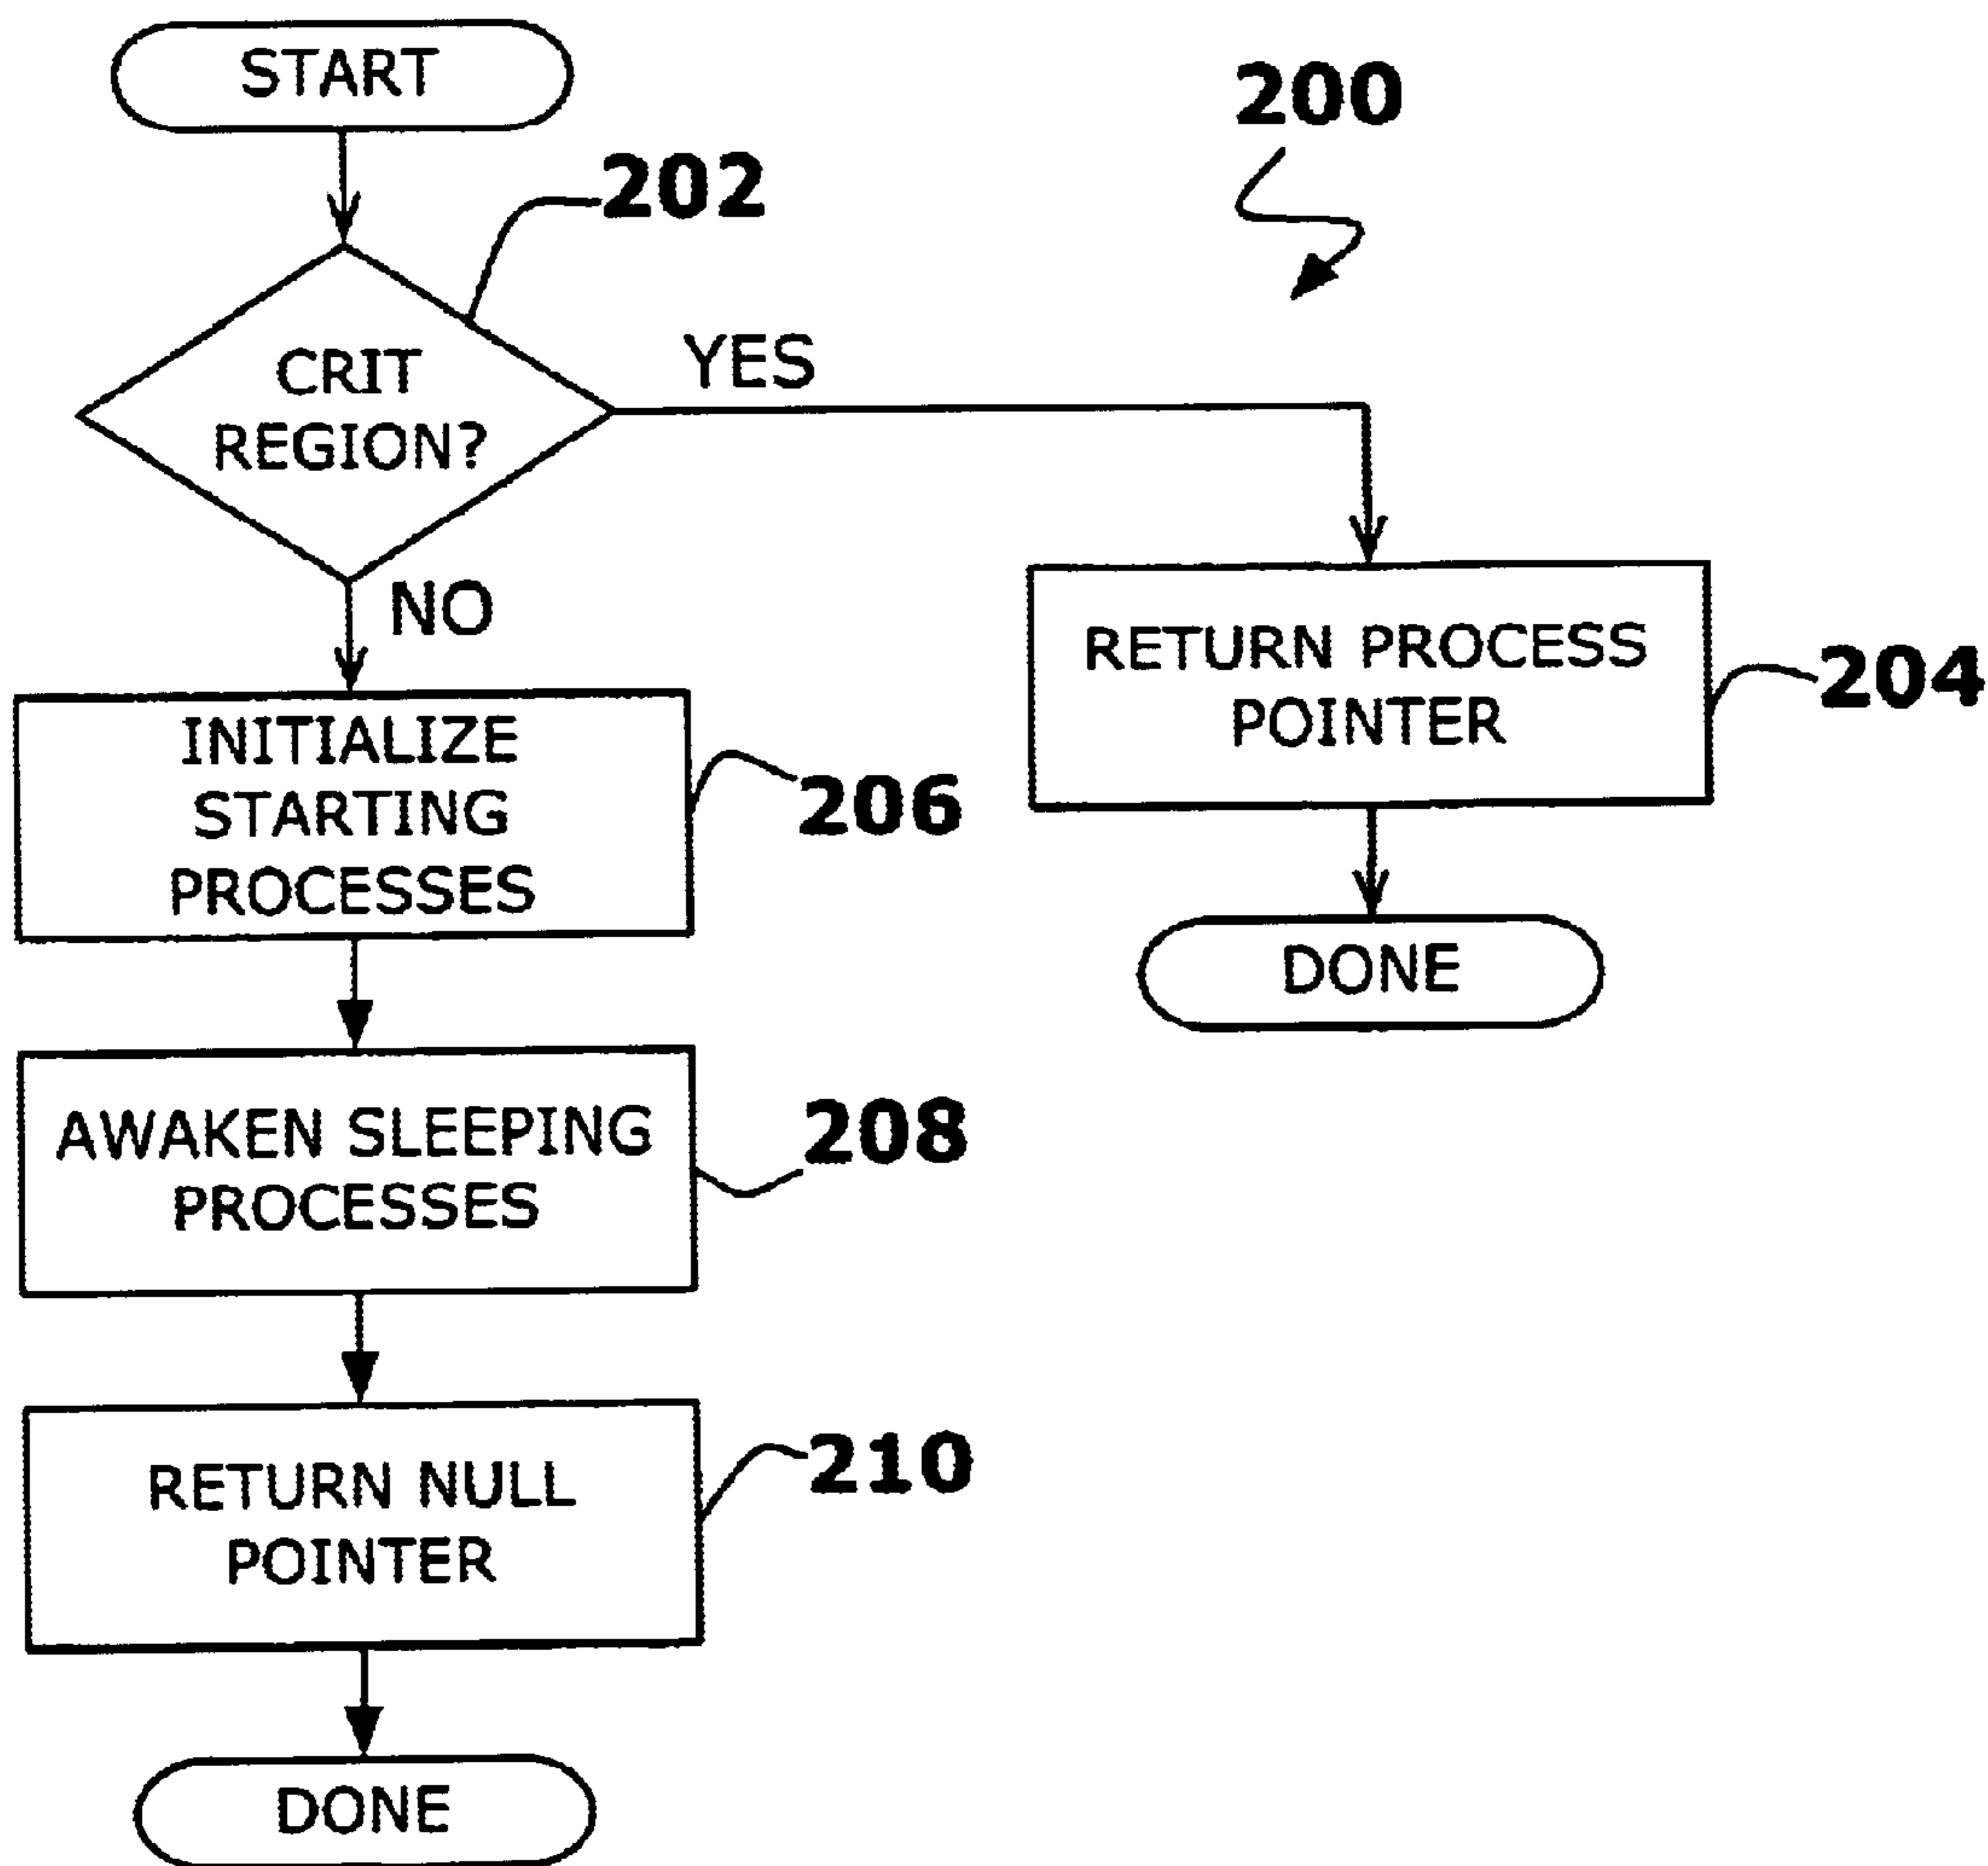 START
200
202
CRIT
REGION?
YES
NO
RETURN PROCESS
POINTER
204
INITIALIZE
STARTING
PROCESSES
206
DONE
AWAKEN SLEEPING
PROCESSES
208
RETURN NULL
POINTER
210
DONE